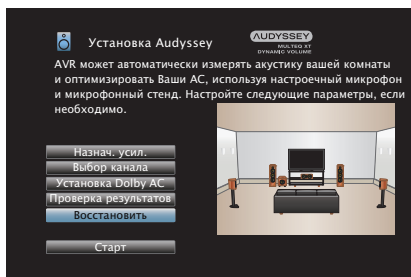 Установка Audyssey
AUDYSSEY
MULTEQ XT
DYNAMIC VOLUME
AVR может автоматически измерять акустику вашей комнаты
и оптимизировать Ваши АС, используя настроечный микрофон
и микрофонный стенд. Настройте следующие параметры, если
необходимо.
Назнач. усил.
Выбор канала
Установка Dolby АС
Проверка результатов
Восстановить
Старт